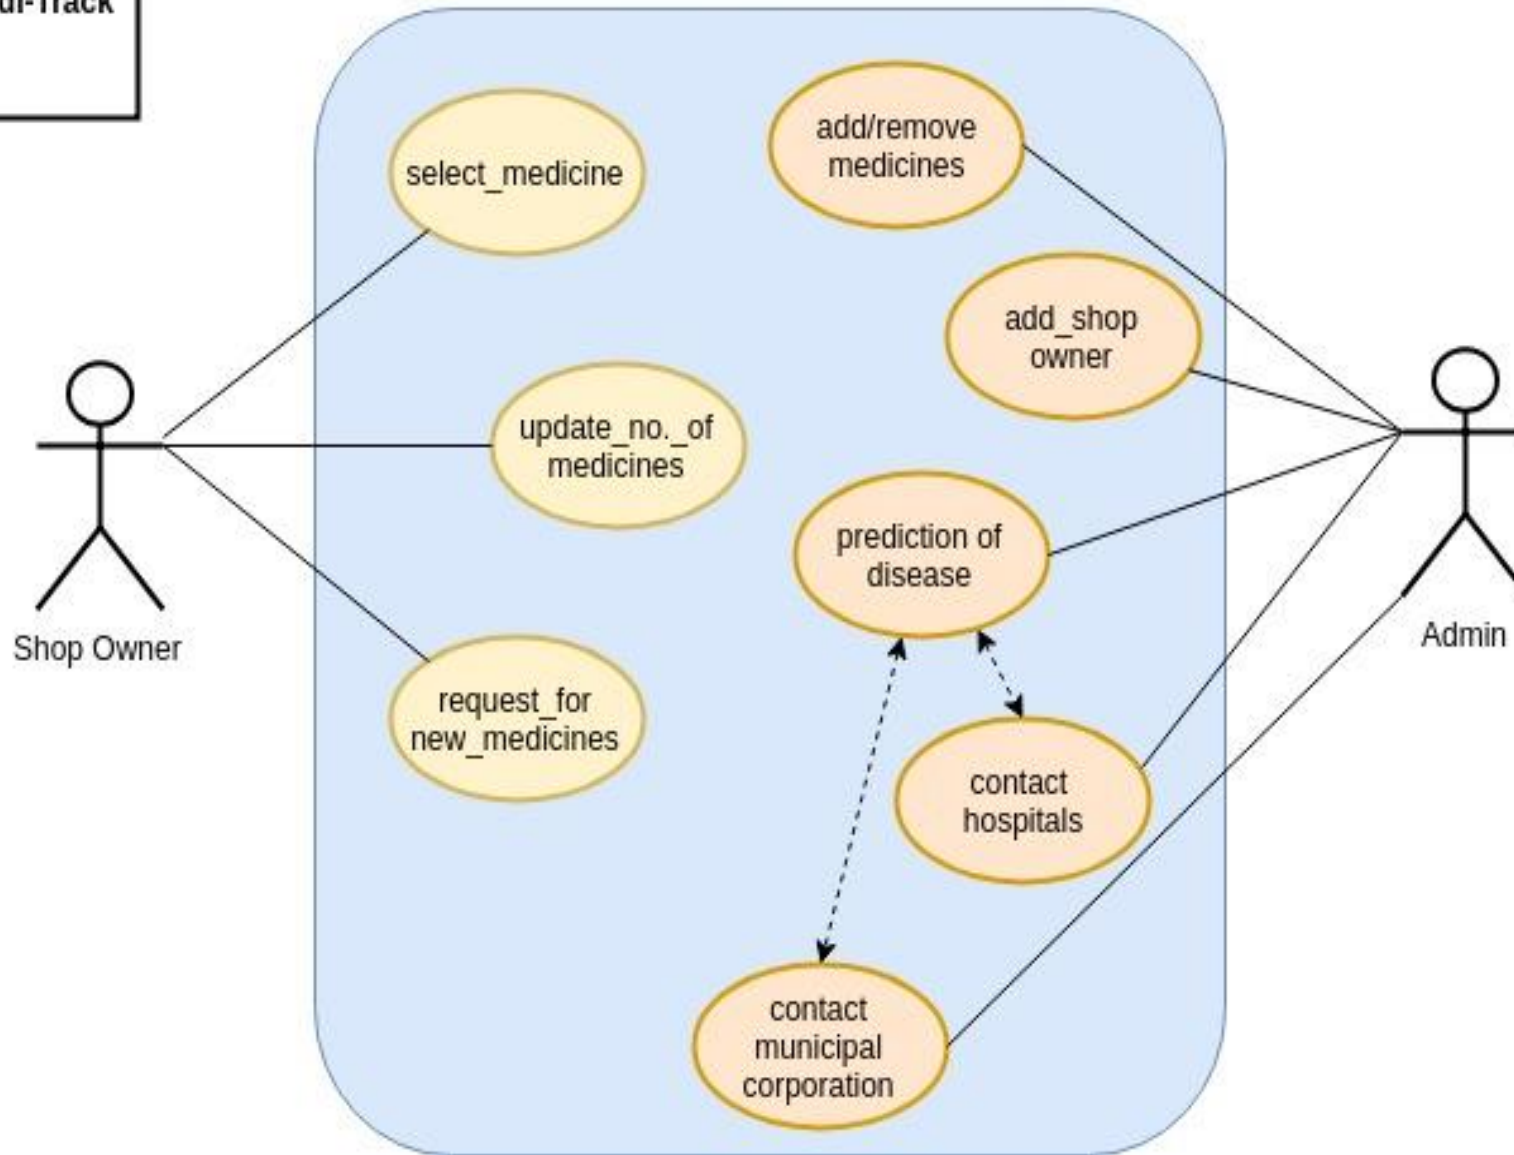 select_medicine
add/remove
medicines
add_shop
owner
update_no._of
medicines
prediction of
disease
Shop Owner
Admin
request_for
new_medicines
contact
hospitals
contact
municipal
corporation